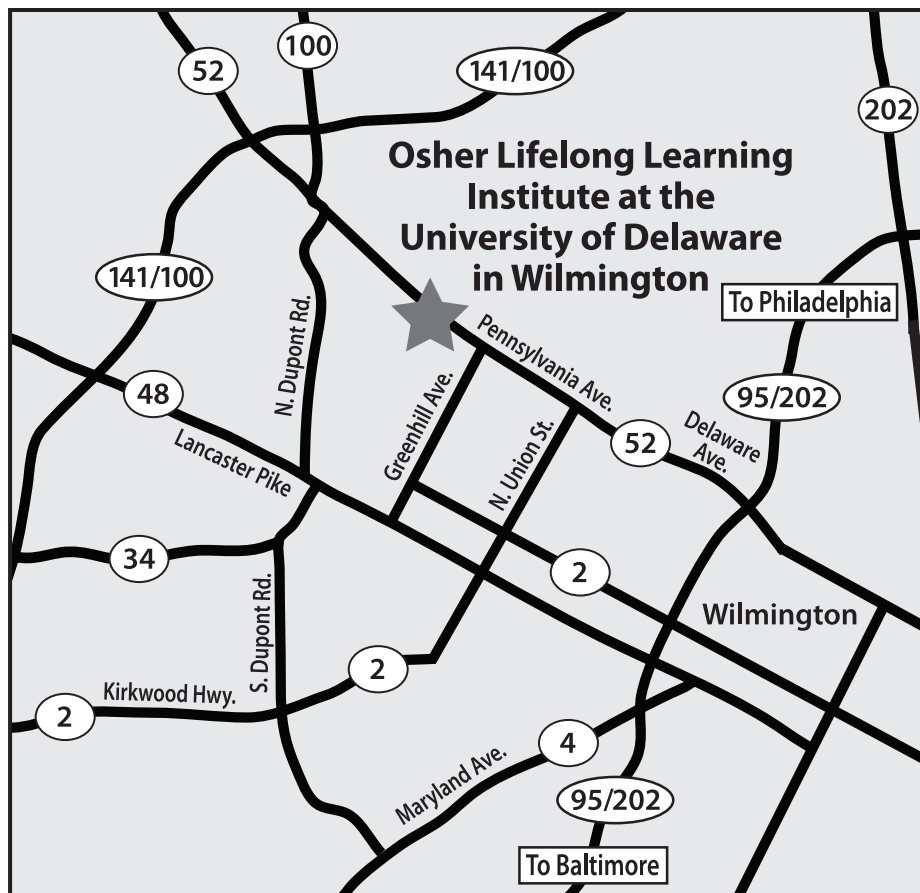 100
52
141/100
202
Osher Lifelong Learning
Institute at the
University of Delaware
in Wilmington
141/100
To Philadelphia
N. Dupont Rd.
Pennsylvania Ave.
48
Greenhill Ave.
95/202
Lancaster Pike
N. Union St.
52
Delaware
Ave.
34
2
S. Dupont Rd.
Wilmington
2
Kirkwood Hwy.
2
4
Maryland Ave.
95/202
To Baltimore